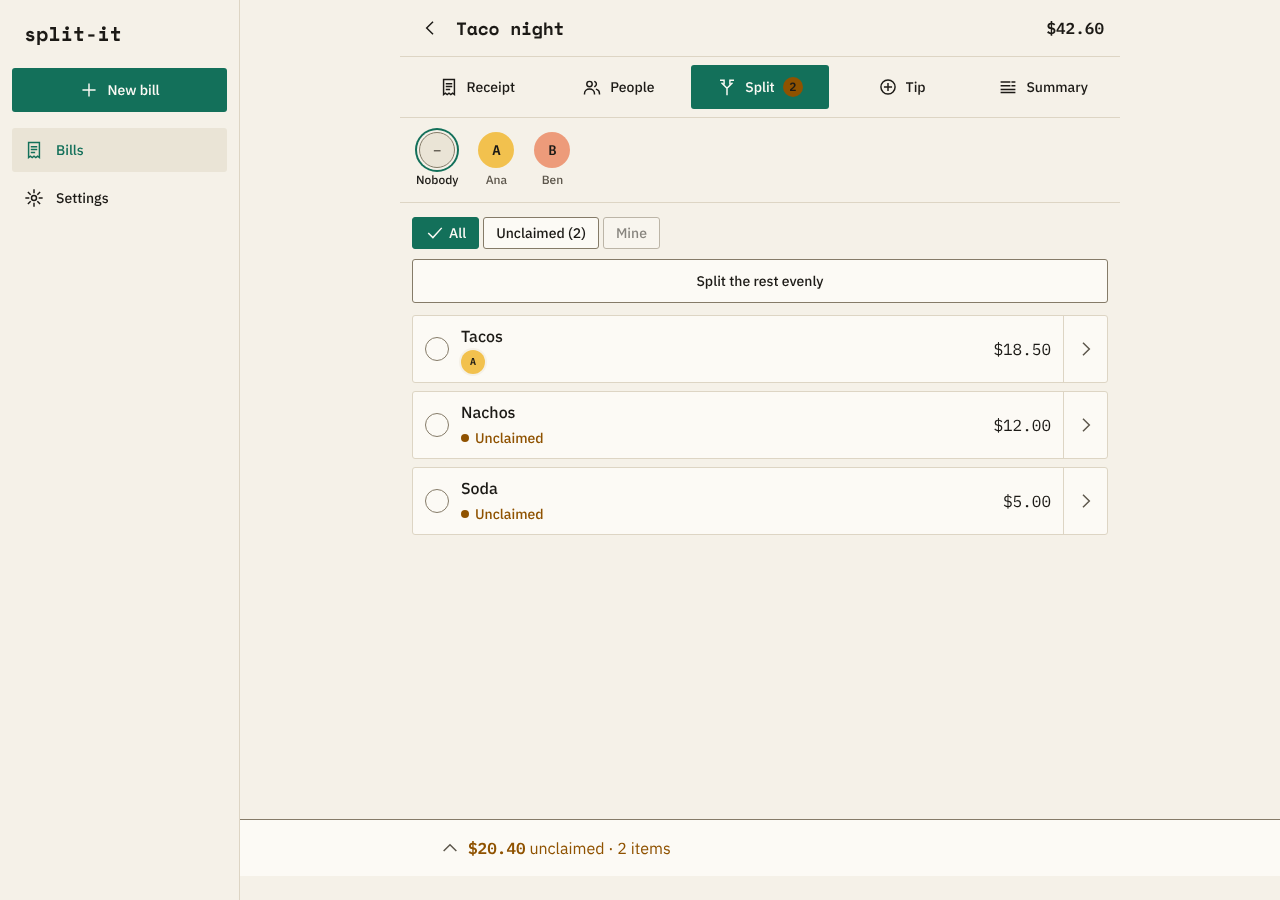 split-it
New bill
Bills
Settings
Taco night $42.60
Receipt People Split 2 Tip Summary
– A B
Nobody Ana Ben
All Unclaimed (2) Mine
Split the rest evenly
Tacos
A
$18.50
Nachos
Unclaimed
$12.00
Soda
Unclaimed
$5.00
$20.40 unclaimed · 2 items